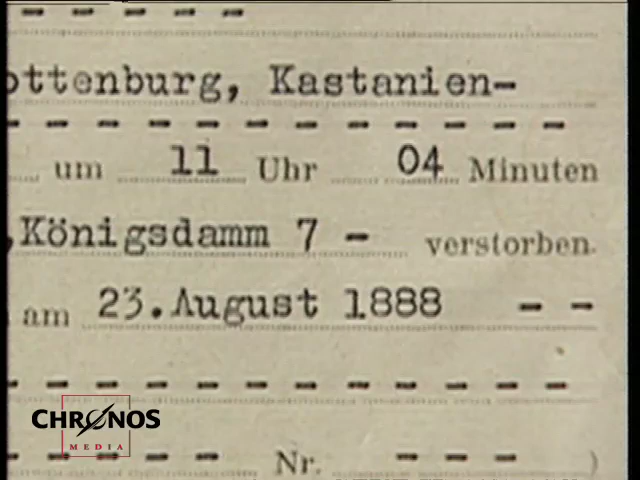 - - - - -
ottenburg, Kastanien-
- - - - - - - - - - - -
um 11 Uhr 04 Minuten
,Königsdamm 7 - verstorben.
am 23.August 1888 - -
- - - - - - - - - - - -
CHRONOS
MEDIA
- - - - - Nr. - - - )